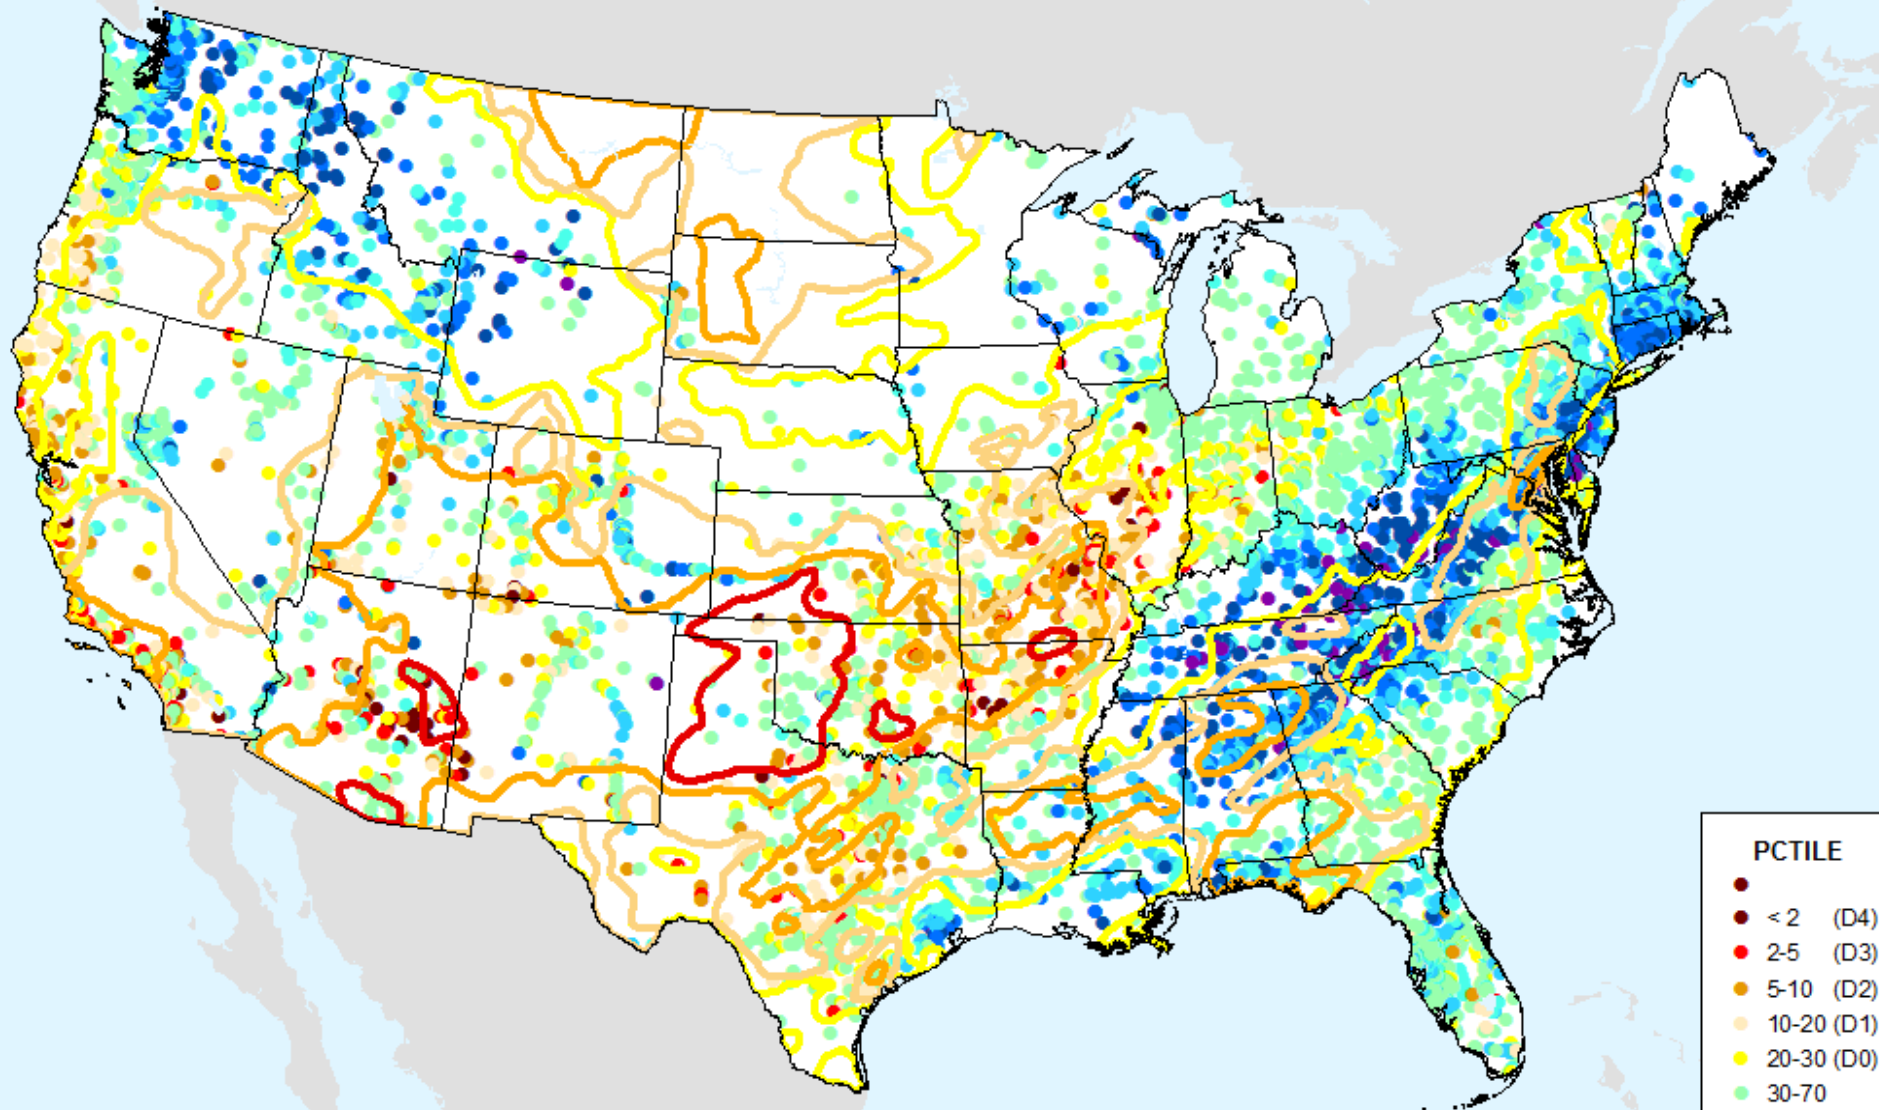 PCTILE
< 2 (D4)
2-5 (D3)
5-10 (D2)
10-20 (D1)
20-30 (D0)
30-70